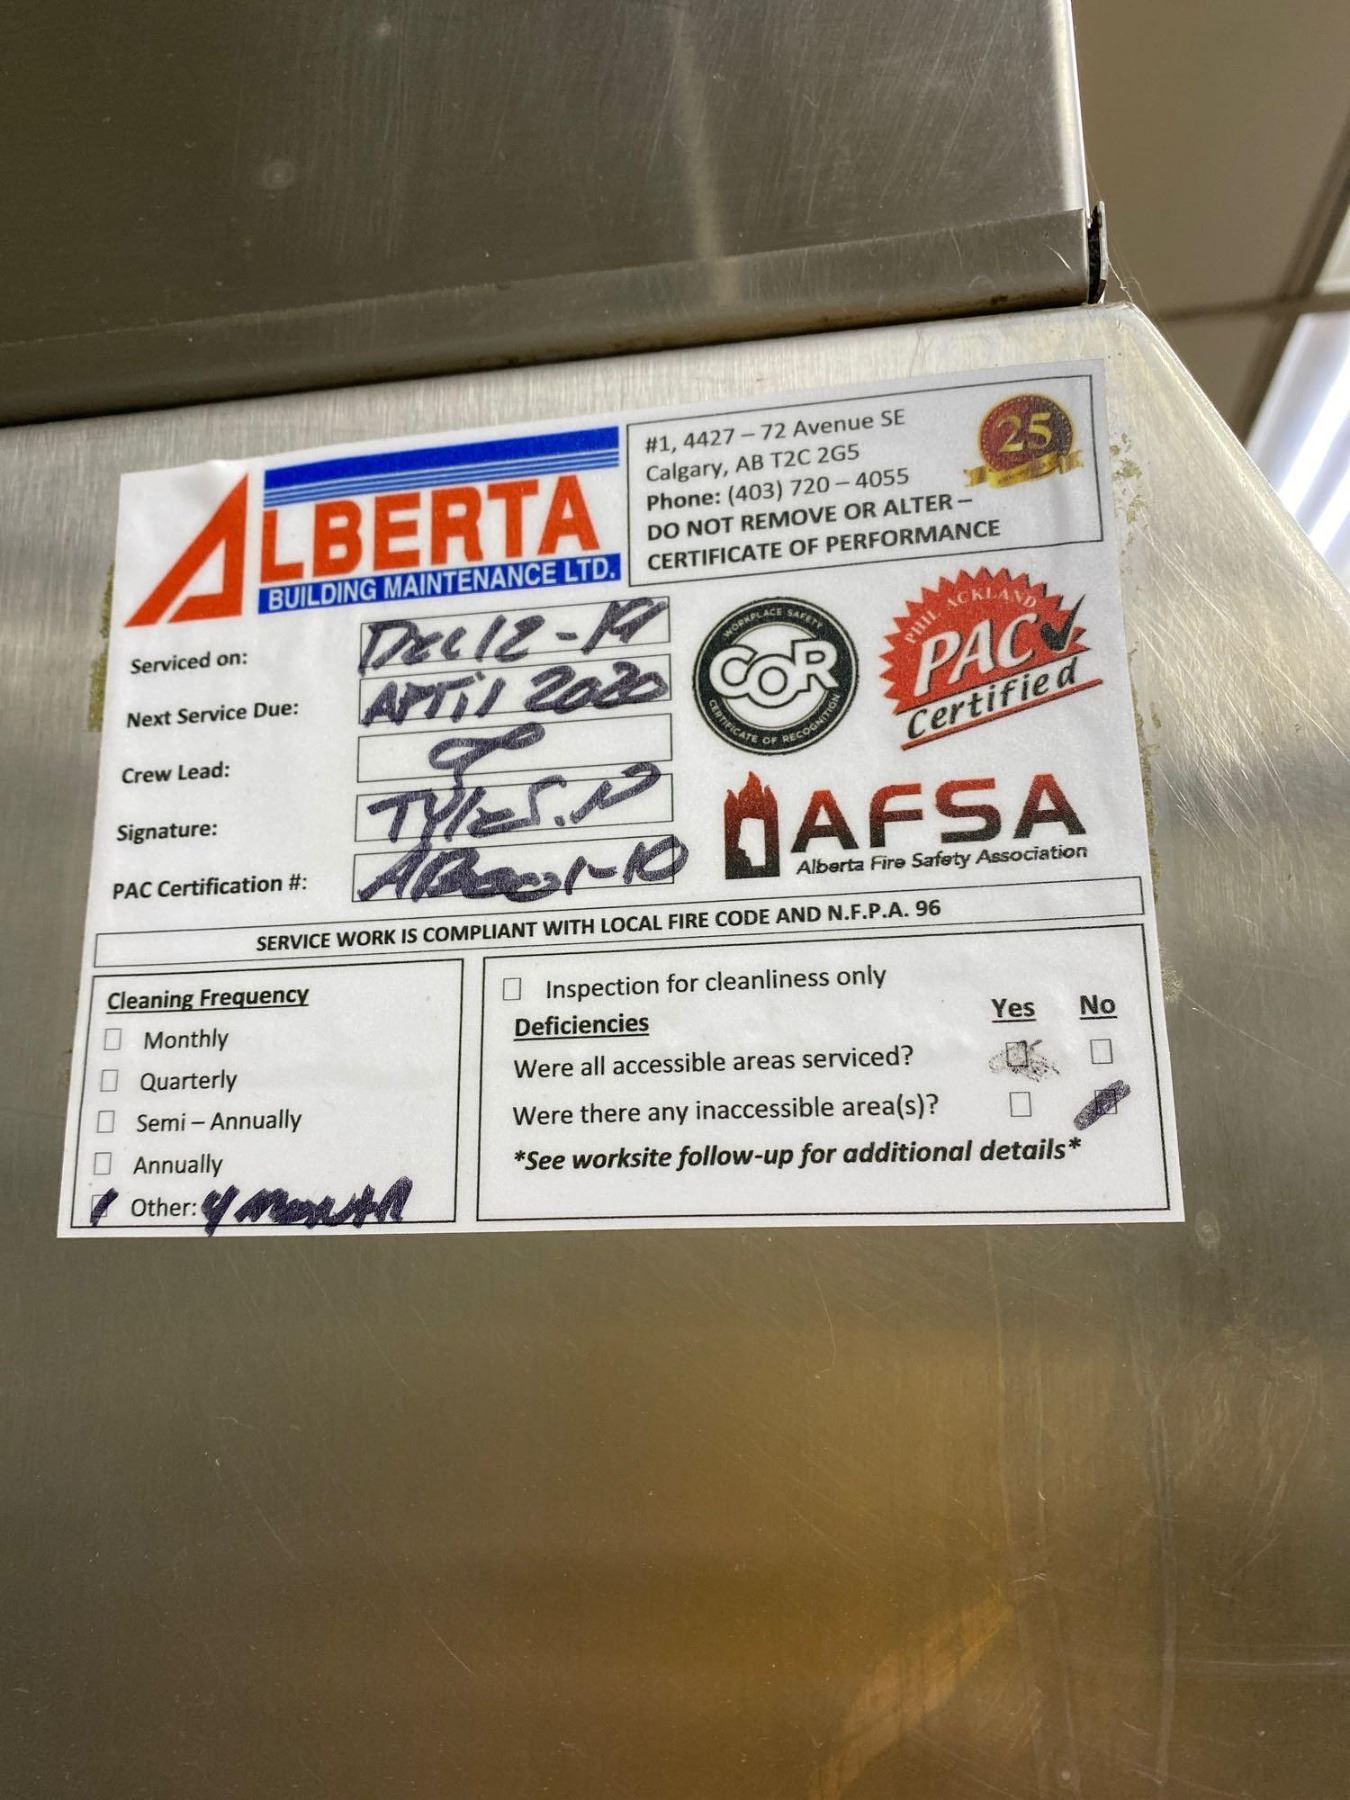 ALBERTA
BUILDING MAINTENANCE LTD.
#1, 4427 – 72 Avenue SE
Calgary, AB T2C 2G5
Phone: (403) 720 – 4055
DO NOT REMOVE OR ALTER –
CERTIFICATE OF PERFORMANCE
25
Serviced on: Dec 12-19
Next Service Due: April 2020
Crew Lead:
Signature: Tyles.N
PAC Certification #:
WORKPLACE SAFETY
COR
CERTIFICATE OF RECOGNITION
PHIL ACKLAND
PAC
Certified
AFSA
Alberta Fire Safety Association
SERVICE WORK IS COMPLIANT WITH LOCAL FIRE CODE AND N.F.P.A. 96
Cleaning Frequency
Monthly
Quarterly
Semi – Annually
Annually
Other: 4 month
Inspection for cleanliness only
Deficiencies Yes No
Were all accessible areas serviced?
Were there any inaccessible area(s)?
*See worksite follow-up for additional details*